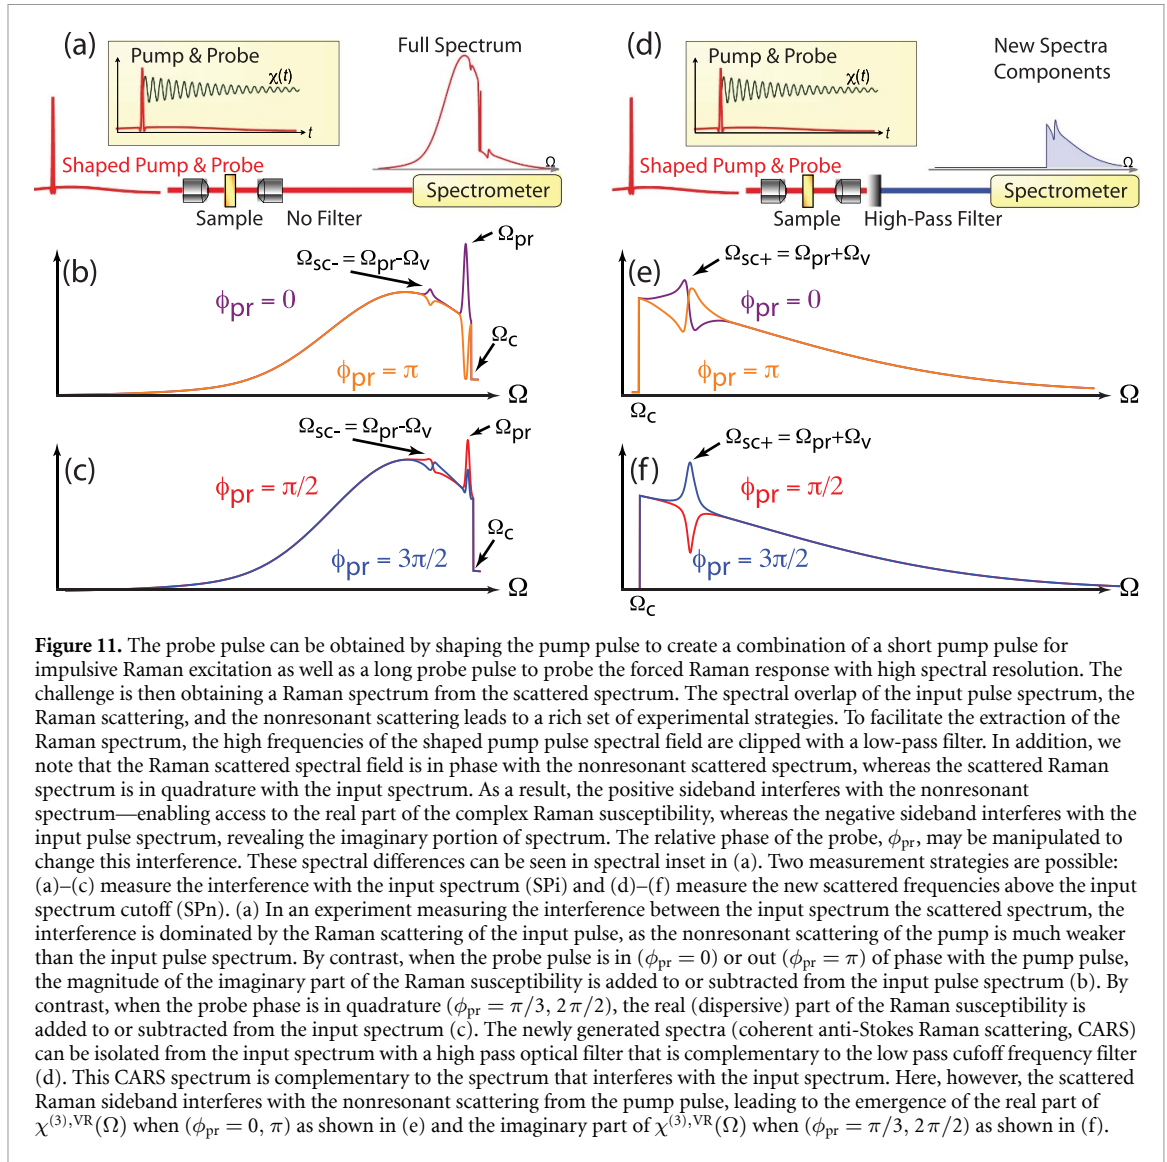 (a)
Pump & Probe
χ(t)
t
Full Spectrum
Shaped Pump & Probe
Ω
Sample
No Filter
Spectrometer
(d)
Pump & Probe
χ(t)
t
New Spectra
Components
Shaped Pump & Probe
Ω
Sample
High-Pass Filter
Spectrometer
(b)
Ωsc- = Ωpr-Ωv
Ωpr
ϕpr = 0
Ωc
ϕpr = π
Ω
(e)
Ωsc+ = Ωpr+Ωv
ϕpr = 0
ϕpr = π
Ωc
Ω
(c)
Ωsc- = Ωpr-Ωv
Ωpr
ϕpr = π/2
Ωc
ϕpr = 3π/2
Ω
(f)
Ωsc+ = Ωpr+Ωv
ϕpr = π/2
ϕpr = 3π/2
Ωc
Ω
Figure 11. The probe pulse can be obtained by shaping the pump pulse to create a combination of a short pump pulse for
impulsive Raman excitation as well as a long probe pulse to probe the forced Raman response with high spectral resolution. The
challenge is then obtaining a Raman spectrum from the scattered spectrum. The spectral overlap of the input pulse spectrum, the
Raman scattering, and the nonresonant scattering leads to a rich set of experimental strategies. To facilitate the extraction of the
Raman spectrum, the high frequencies of the shaped pump pulse spectral field are clipped with a low-pass filter. In addition, we
note that the Raman scattered spectral field is in phase with the nonresonant scattered spectrum, whereas the scattered Raman
spectrum is in quadrature with the input spectrum. As a result, the positive sideband interferes with the nonresonant
spectrum—enabling access to the real part of the complex Raman susceptibility, whereas the negative sideband interferes with the
input pulse spectrum, revealing the imaginary portion of spectrum. The relative phase of the probe, ϕpr, may be manipulated to
change this interference. These spectral differences can be seen in spectral inset in (a). Two measurement strategies are possible:
(a)–(c) measure the interference with the input spectrum (SPi) and (d)–(f) measure the new scattered frequencies above the input
spectrum cutoff (SPn). (a) In an experiment measuring the interference between the input spectrum the scattered spectrum, the
interference is dominated by the Raman scattering of the input pulse, as the nonresonant scattering of the pump is much weaker
than the input pulse spectrum. By contrast, when the probe pulse is in (ϕpr = 0) or out (ϕpr = π) of phase with the pump pulse,
the magnitude of the imaginary part of the Raman susceptibility is added to or subtracted from the input pulse spectrum (b). By
contrast, when the probe phase is in quadrature (ϕpr = π/3, 2π/2), the real (dispersive) part of the Raman susceptibility is
added to or subtracted from the input spectrum (c). The newly generated spectra (coherent anti-Stokes Raman scattering, CARS)
can be isolated from the input spectrum with a high pass optical filter that is complementary to the low pass cufoff frequency filter
(d). This CARS spectrum is complementary to the spectrum that interferes with the input spectrum. Here, however, the scattered
Raman sideband interferes with the nonresonant scattering from the pump pulse, leading to the emergence of the real part of
χ(3),VR(Ω) when (ϕpr = 0, π) as shown in (e) and the imaginary part of χ(3),VR(Ω) when (ϕpr = π/3, 2π/2) as shown in (f).